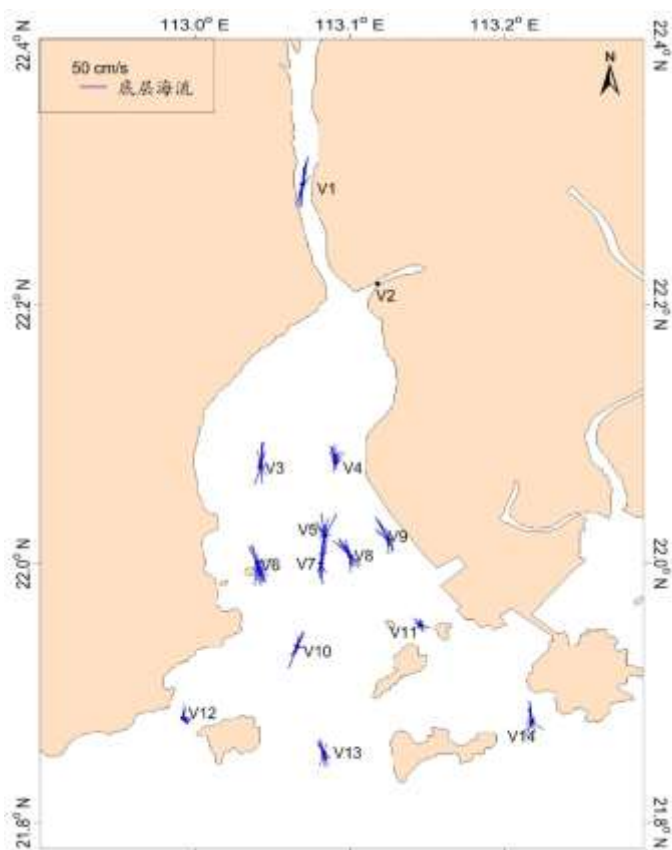 113.0° E 113.1° E 113.2° E
22.4° N 22.4° N
50 cm/s
底层海流
N
V1
V2
22.2° N 22.2° N
V3 V4
V5 V9
22.0° N V6 V7 V8 22.0° N
V11
V10
V12
V14
V13
21.8° N 21.8° N